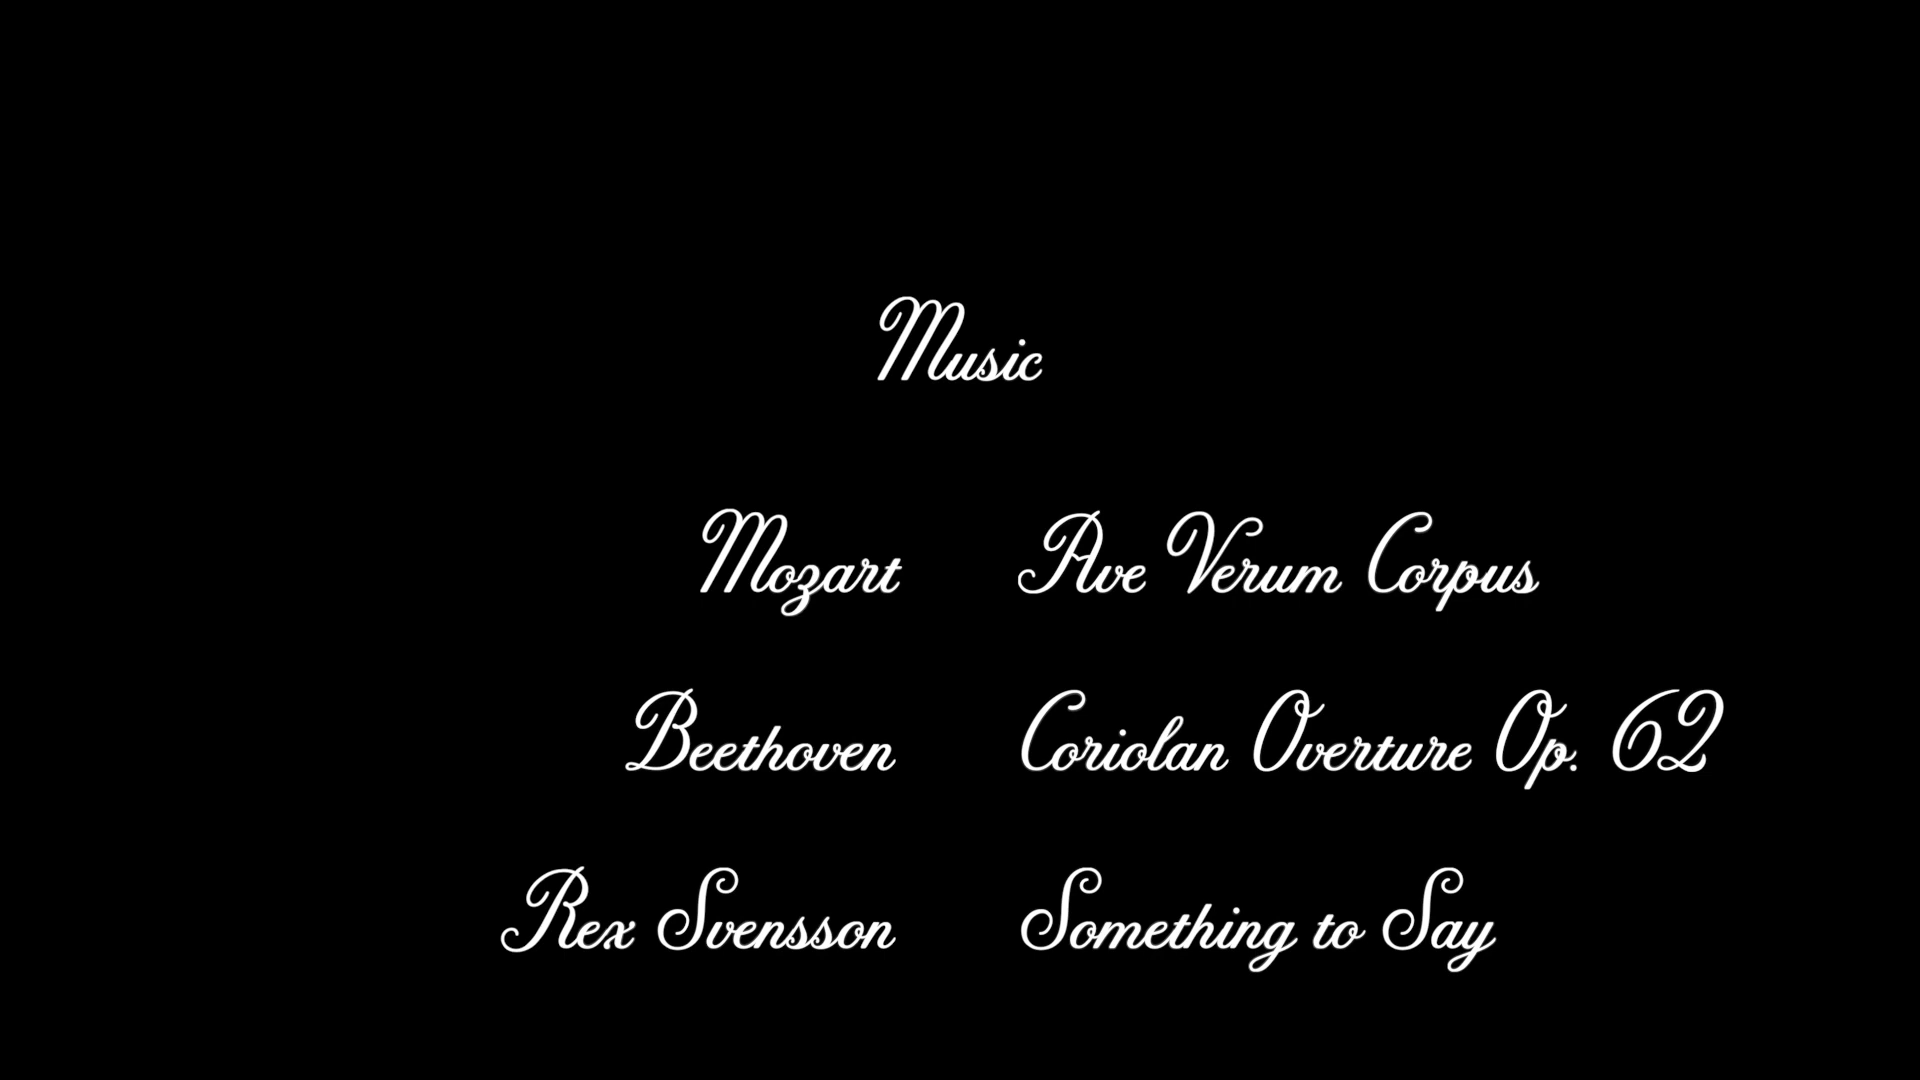 Music
Mozart Ave Verum Corpus
Beethoven Coriolan Overture Op. 62
Rex Svensson Something to Say